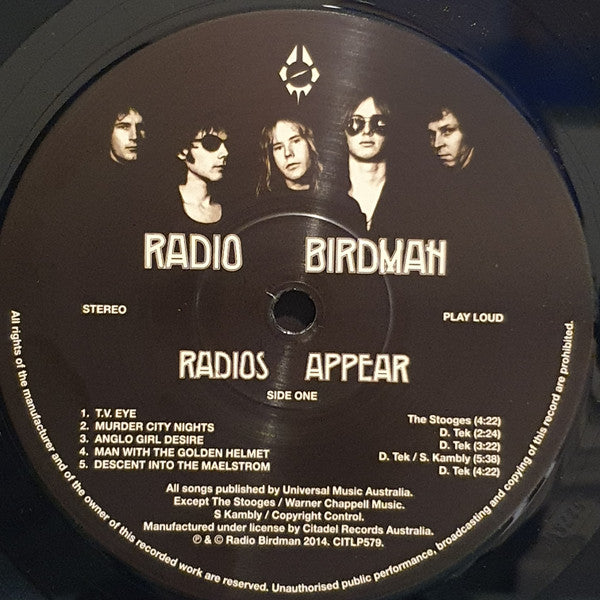 RADIO BIRDMAN
STEREO
PLAY LOUD
RADIOS APPEAR
SIDE ONE
1. T.V. EYE The Stooges (4:22)
2. MURDER CITY NIGHTS D. Tek (2:24)
3. ANGLO GIRL DESIRE D. Tek (3:22)
4. MAN WITH THE GOLDEN HELMET D. Tek / S. Kambly (5:38)
5. DESCENT INTO THE MAELSTROM D. Tek (4:22)
All songs published by Universal Music Australia.
Except The Stooges / Warner Chappell Music.
S Kambly / Copyright Control.
Manufactured under license by Citadel Records Australia.
℗ & © Radio Birdman 2014. CITLP579.
All rights of the manufacturer and of the owner of this recorded work are reserved. Unauthorised public performance, broadcasting and copying of this record are prohibited.